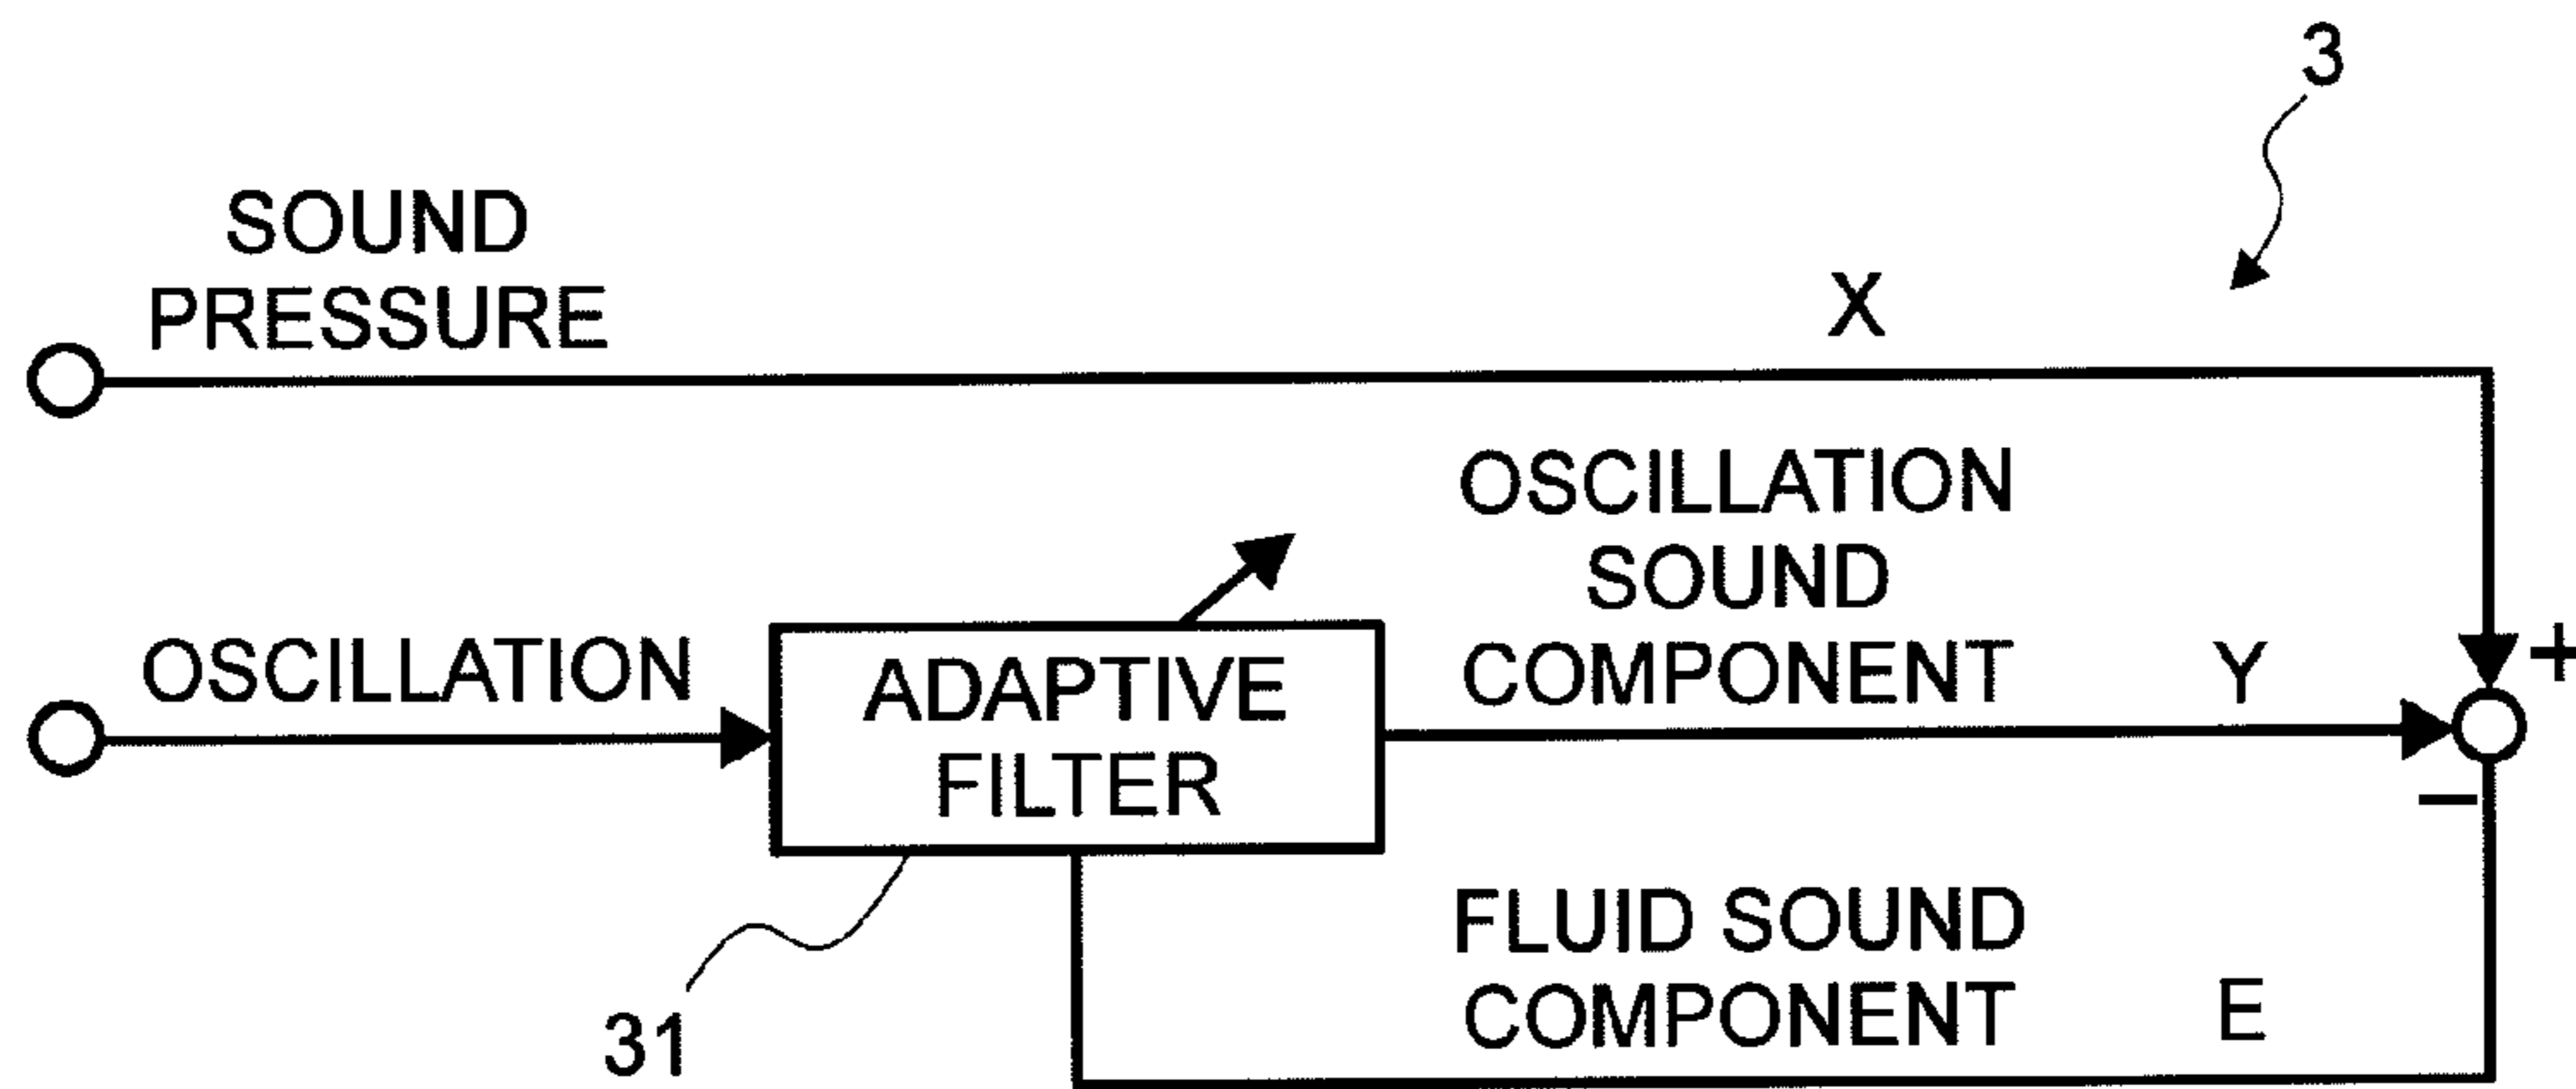 3
SOUND
PRESSURE
X
OSCILLATION
SOUND
COMPONENT Y
+
OSCILLATION
ADAPTIVE
FILTER
−
FLUID SOUND
COMPONENT E
31